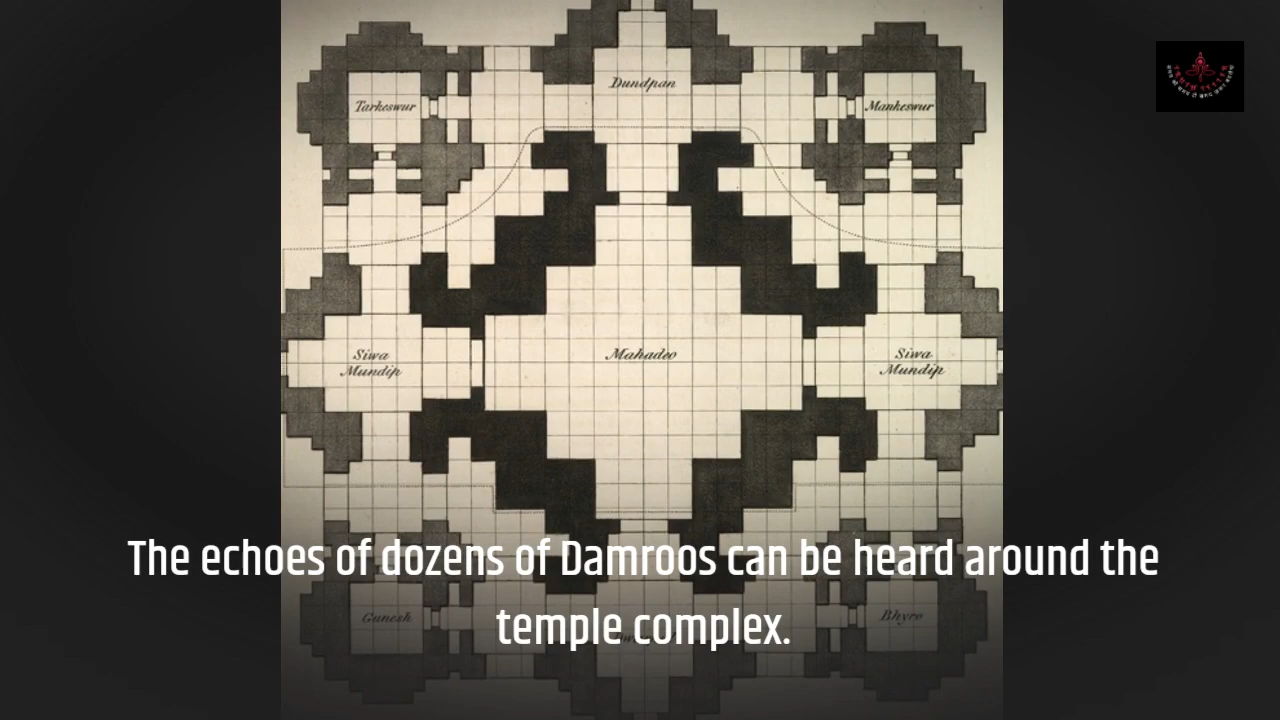 Dundpan
Tarkeswur
Mankeswur
Siwa
Mundip
Mahadeo
Siwa
Mundip
The echoes of dozens of Damroos can be heard around the
temple complex.
Gunesh
Bhyro